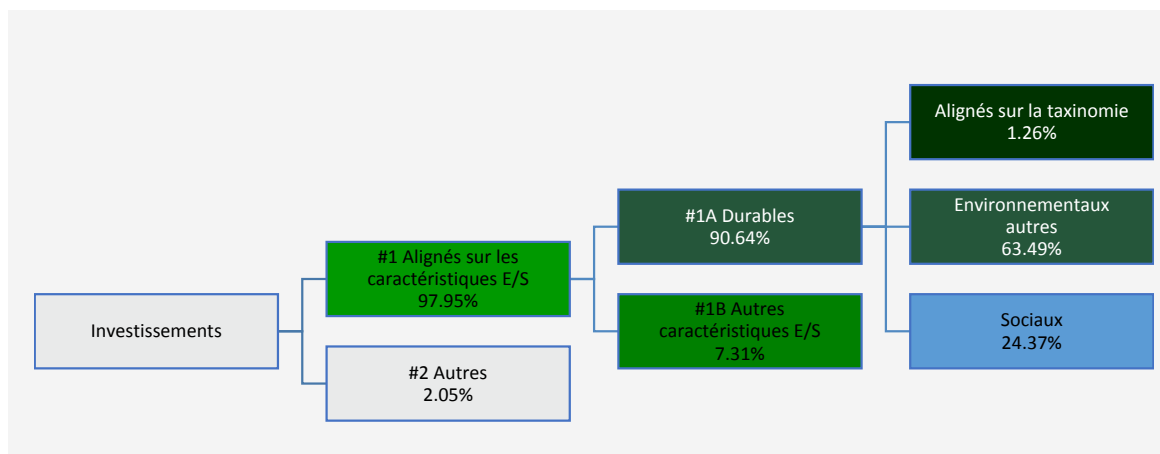 Investissements
#1 Alignés sur les
caractéristiques E/S
97.95%
#2 Autres
2.05%
#1A Durables
90.64%
#1B Autres
caractéristiques E/S
7.31%
Alignés sur la taxinomie
1.26%
Environnementaux
autres
63.49%
Sociaux
24.37%